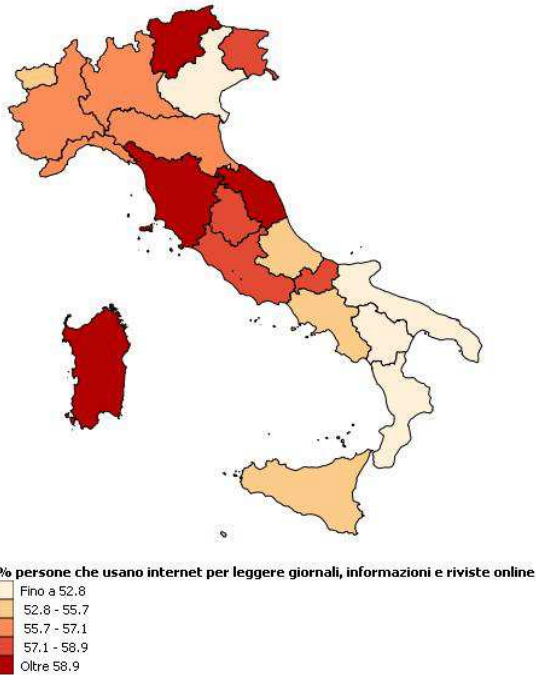 % persone che usano internet per leggere giornali, informazioni e riviste online
Fino a 52.8
52.8 - 55.7
55.7 - 57.1
57.1 - 58.9
Oltre 58.9